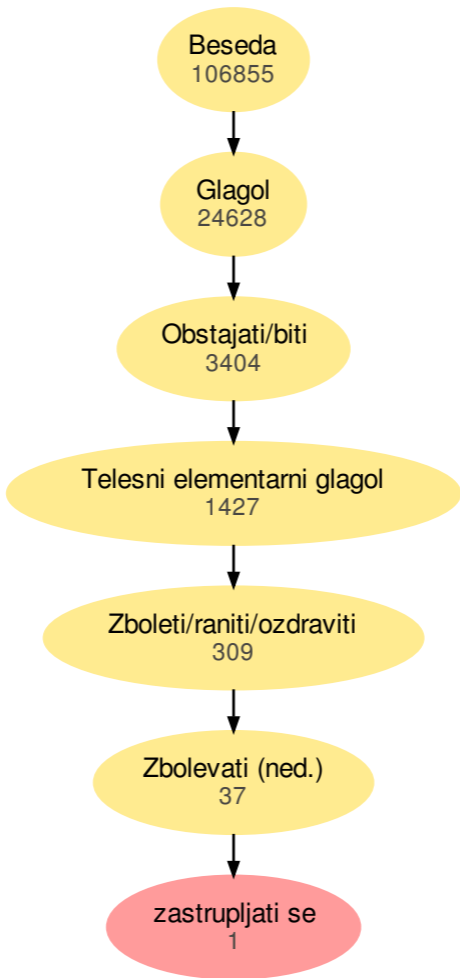 Beseda
106855
Glagol
24628
Obstajati/biti
3404
Telesni elementarni glagol
1427
Zboleti/raniti/ozdraviti
309
Zbolevati (ned.)
37
zastrupljati se
1